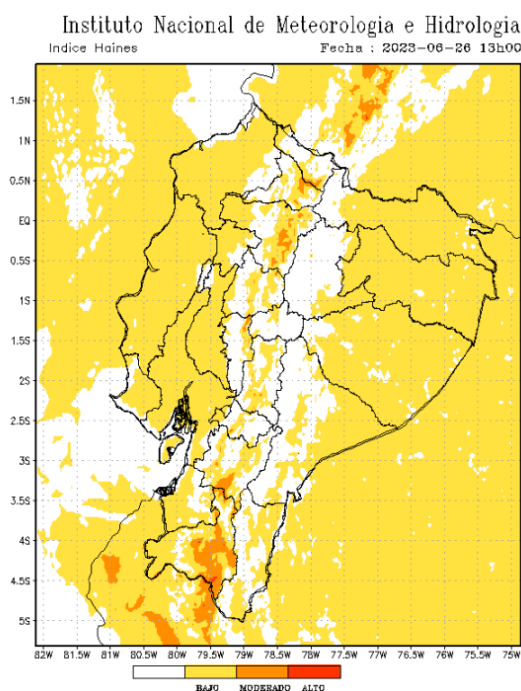 Instituto Nacional de Meteorologia e Hidrologia
Indice Haines Fecha : 2023-06-26 13h00
1.5N
1N
0.5N
EQ
0.5S
1S
1.5S
2S
2.5S
3S
3.5S
4S
4.5S
5S
82W 81.5W 81W 80.5W 80W 79.5W 79W 78.5W 78W 77.5W 77W 76.5W 76W 75.5W 75W
BAJO MODERADO ALTO